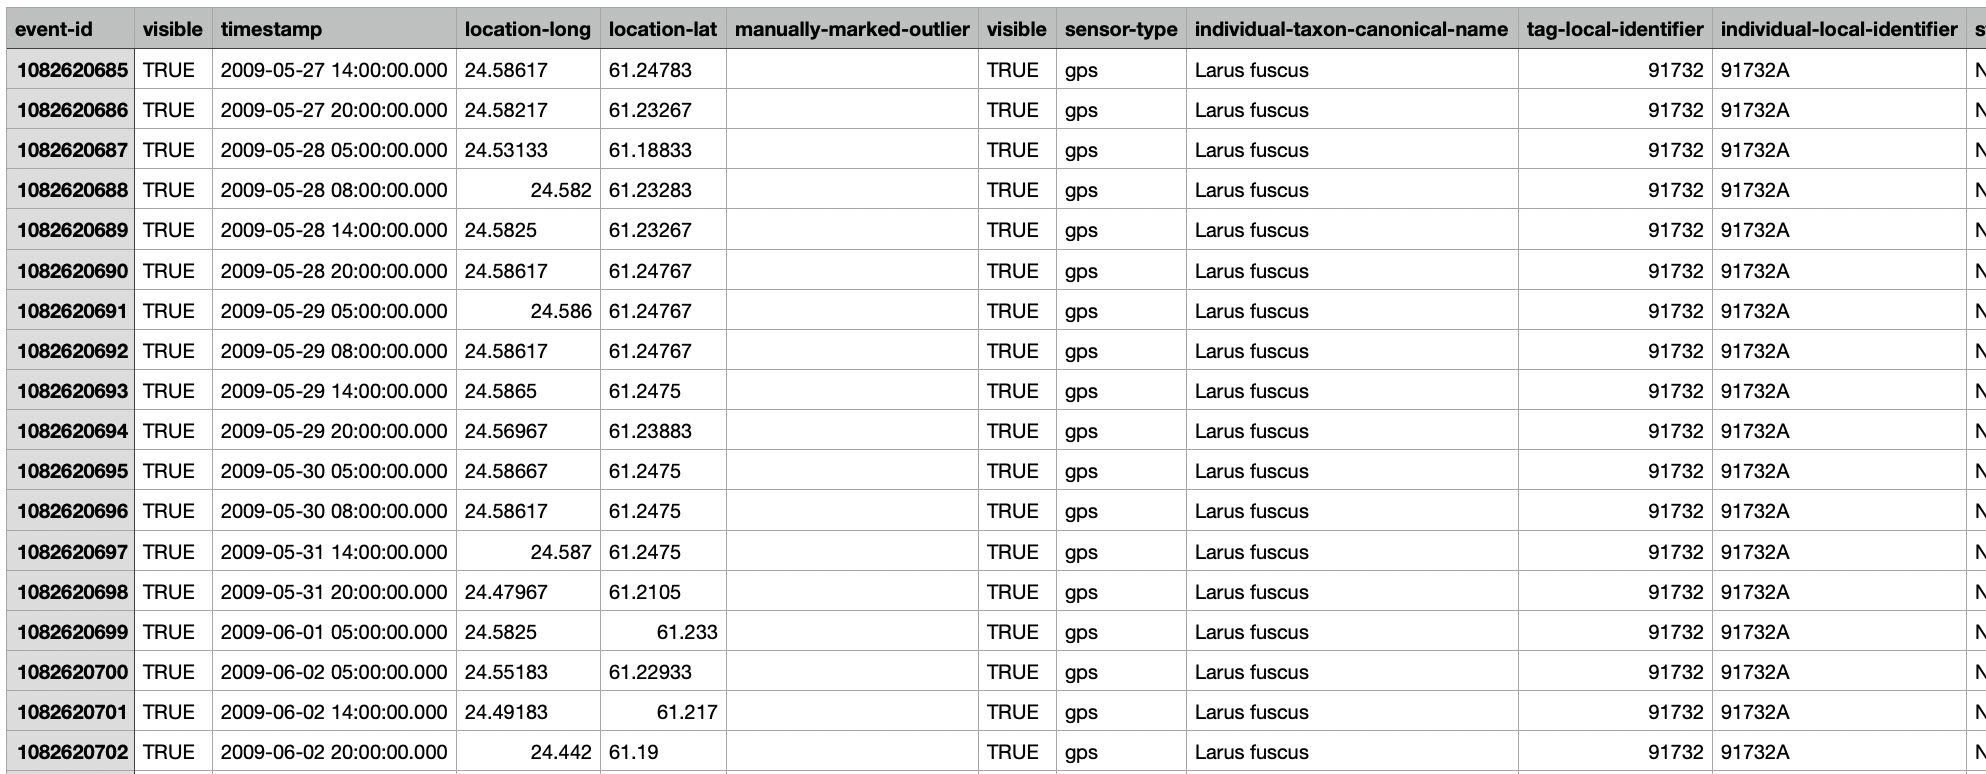 event-id visible timestamp location-long location-lat manually-marked-outlier visible sensor-type individual-taxon-canonical-name tag-local-identifier individual-local-identifier
1082620685 TRUE 2009-05-27 14:00:00.000 24.58617 61.24783 TRUE gps Larus fuscus 91732 91732A
1082620686 TRUE 2009-05-27 20:00:00.000 24.58217 61.23267 TRUE gps Larus fuscus 91732 91732A
1082620687 TRUE 2009-05-28 05:00:00.000 24.53133 61.18833 TRUE gps Larus fuscus 91732 91732A
1082620688 TRUE 2009-05-28 08:00:00.000 24.582 61.23283 TRUE gps Larus fuscus 91732 91732A
1082620689 TRUE 2009-05-28 14:00:00.000 24.5825 61.23267 TRUE gps Larus fuscus 91732 91732A
1082620690 TRUE 2009-05-28 20:00:00.000 24.58617 61.24767 TRUE gps Larus fuscus 91732 91732A
1082620691 TRUE 2009-05-29 05:00:00.000 24.586 61.24767 TRUE gps Larus fuscus 91732 91732A
1082620692 TRUE 2009-05-29 08:00:00.000 24.58617 61.24767 TRUE gps Larus fuscus 91732 91732A
1082620693 TRUE 2009-05-29 14:00:00.000 24.5865 61.2475 TRUE gps Larus fuscus 91732 91732A
1082620694 TRUE 2009-05-29 20:00:00.000 24.56967 61.23883 TRUE gps Larus fuscus 91732 91732A
1082620695 TRUE 2009-05-30 05:00:00.000 24.58667 61.2475 TRUE gps Larus fuscus 91732 91732A
1082620696 TRUE 2009-05-30 08:00:00.000 24.58617 61.2475 TRUE gps Larus fuscus 91732 91732A
1082620697 TRUE 2009-05-31 14:00:00.000 24.587 61.2475 TRUE gps Larus fuscus 91732 91732A
1082620698 TRUE 2009-05-31 20:00:00.000 24.47967 61.2105 TRUE gps Larus fuscus 91732 91732A
1082620699 TRUE 2009-06-01 05:00:00.000 24.5825 61.233 TRUE gps Larus fuscus 91732 91732A
1082620700 TRUE 2009-06-02 05:00:00.000 24.55183 61.22933 TRUE gps Larus fuscus 91732 91732A
1082620701 TRUE 2009-06-02 14:00:00.000 24.49183 61.217 TRUE gps Larus fuscus 91732 91732A
1082620702 TRUE 2009-06-02 20:00:00.000 24.442 61.19 TRUE gps Larus fuscus 91732 91732A